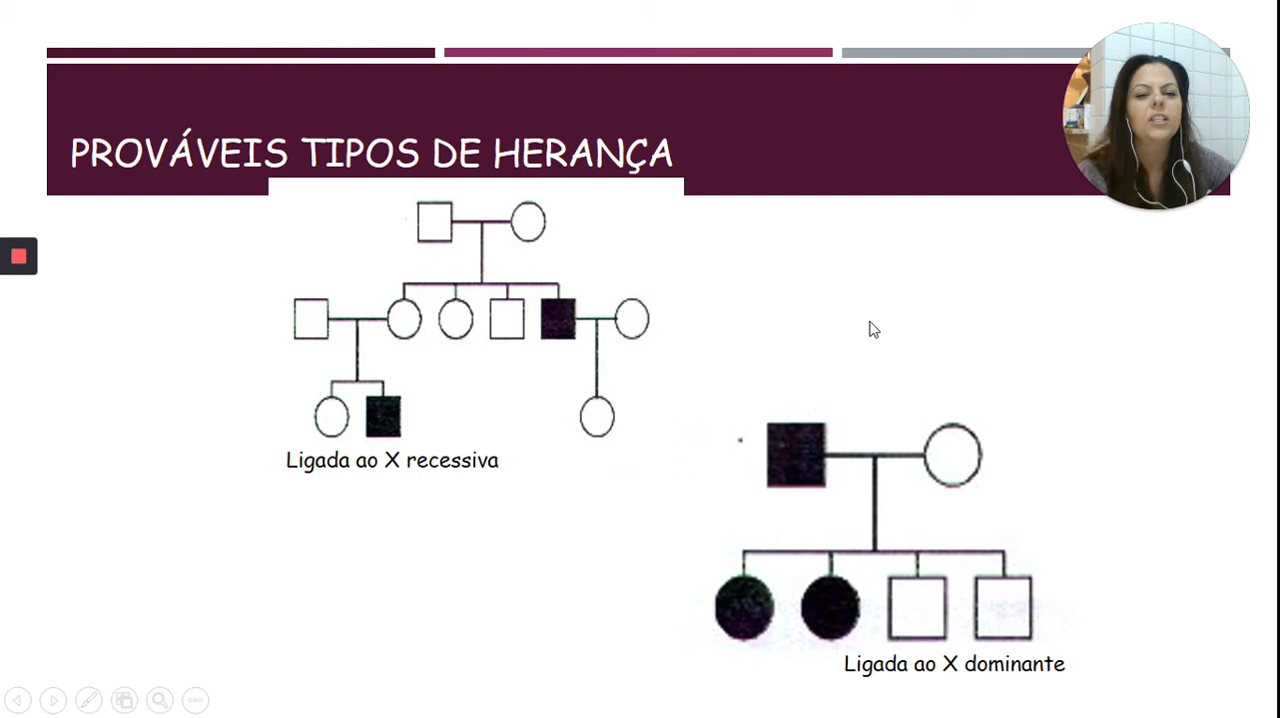 PROVÁVEIS TIPOS DE HERANÇA
Ligada ao X recessiva
Ligada ao X dominante